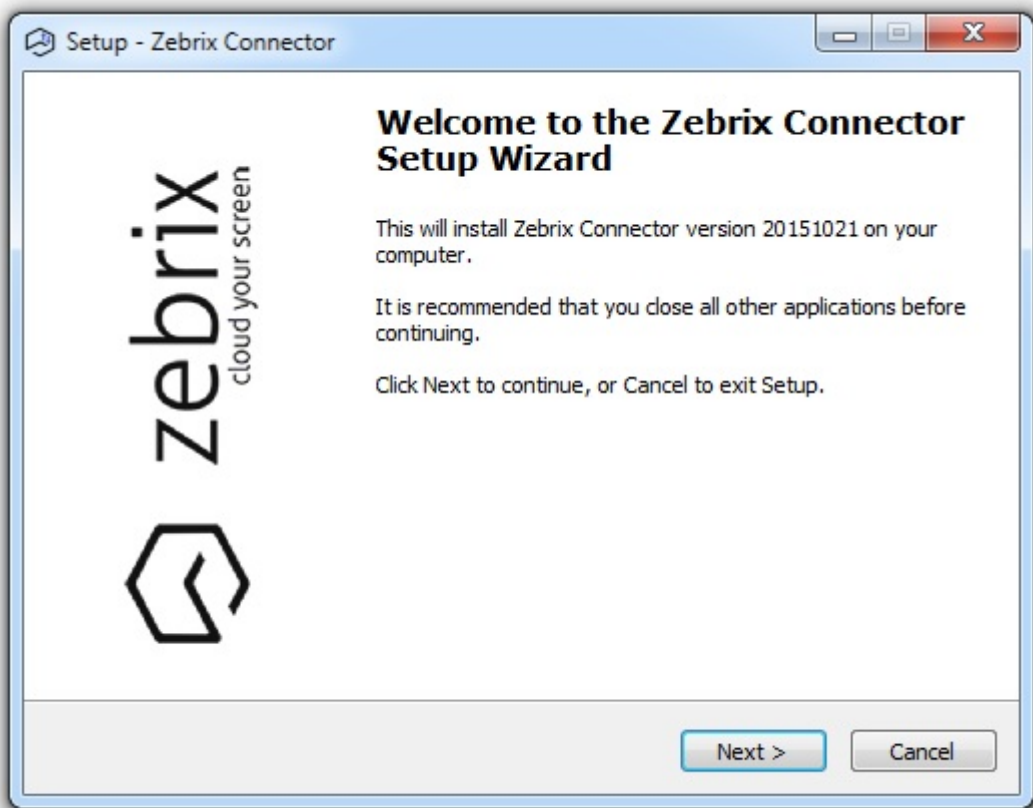 Setup - Zebrix Connector
zebrix
cloud your screen
Welcome to the Zebrix Connector
Setup Wizard
This will install Zebrix Connector version 20151021 on your
computer.
It is recommended that you close all other applications before
continuing.
Click Next to continue, or Cancel to exit Setup.
Next >
Cancel